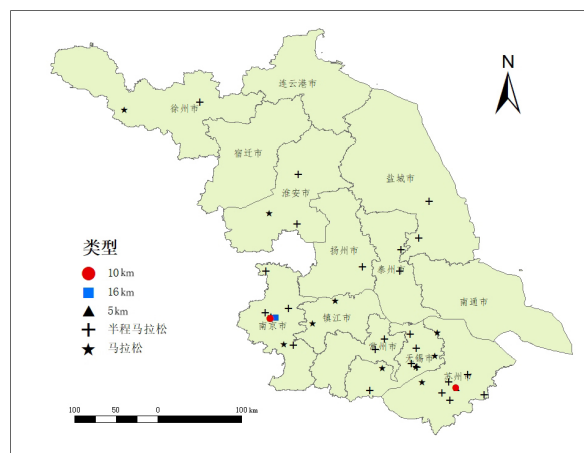 N
连云港市
徐州市
宿迁市
淮安市
盐城市
扬州市
泰州市
南通市
镇江市
南京市
常州市
无锡市
苏州市
类型
10km
16km
5km
半程马拉松
马拉松
100 50 0 100 km